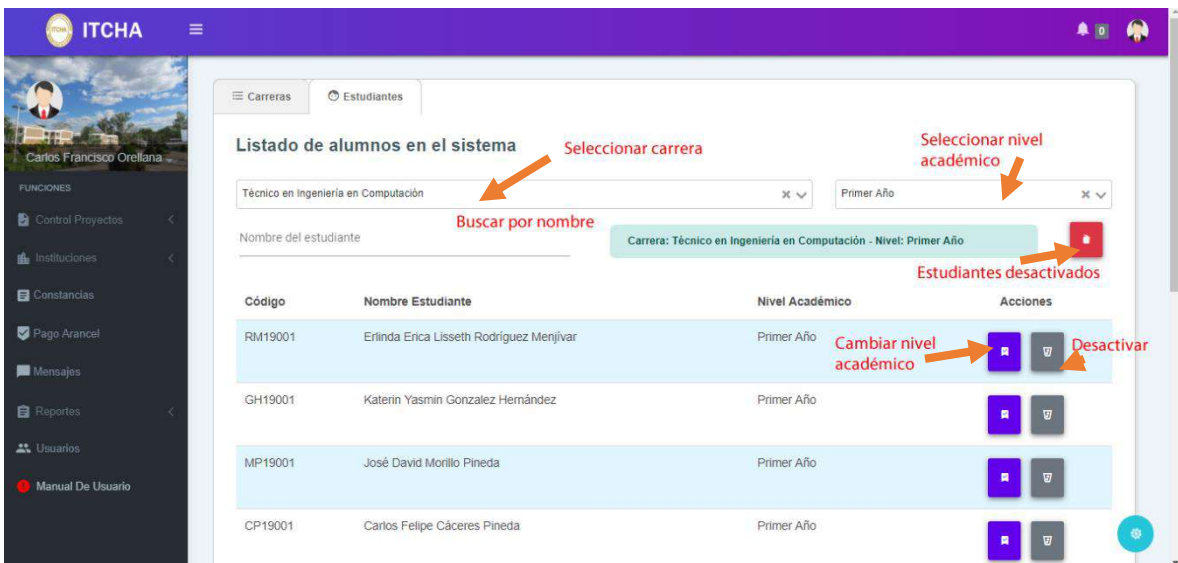 ITCHA
0
Carlos Francisco Orellana
FUNCIONES
Control Proyectos
Instituciones
Constancias
Pago Arancel
Mensajes
Reportes
Usuarios
Manual De Usuario
Carreras
Estudiantes
Listado de alumnos en el sistema
Seleccionar carrera
Seleccionar nivel
académico
Técnico en Ingeniería en Computación
Primer Año
Buscar por nombre
Nombre del estudiante
Carrera: Técnico en Ingeniería en Computación - Nivel: Primer Año
Estudiantes desactivados
Código Nombre Estudiante Nivel Académico Acciones
RM19001 Erlinda Erica Lisseth Rodríguez Menjívar Primer Año
Cambiar nivel
académico
Desactivar
GH19001 Katerin Yasmin Gonzalez Hernández Primer Año
MP19001 José David Morillo Pineda Primer Año
CP19001 Carlos Felipe Cáceres Pineda Primer Año